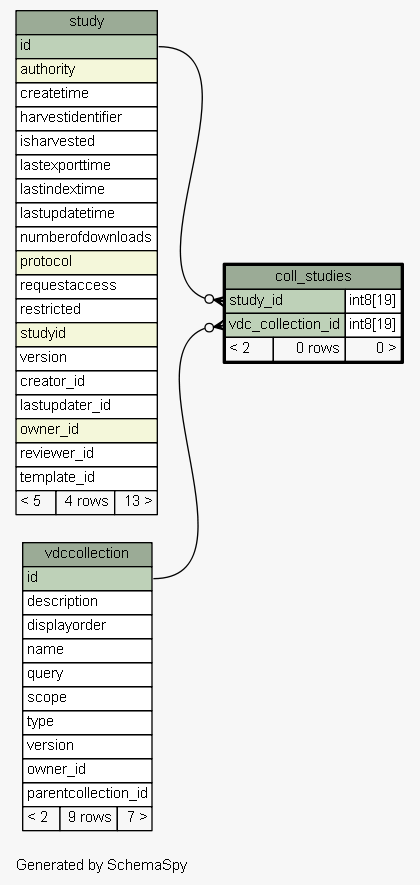 study
id
authority
createtime
harvestidentifier
isharvested
lastexporttime
lastindextime
lastupdatetime
numberofdownloads
protocol
requestaccess
restricted
studyid
version
creator_id
lastupdater_id
owner_id
reviewer_id
template_id
< 5 4 rows 13 >
coll_studies
study_id int8[19]
vdc_collection_id int8[19]
< 2 0 rows 0 >
vdccollection
id
description
displayorder
name
query
scope
type
version
owner_id
parentcollection_id
< 2 9 rows 7 >
Generated by SchemaSpy